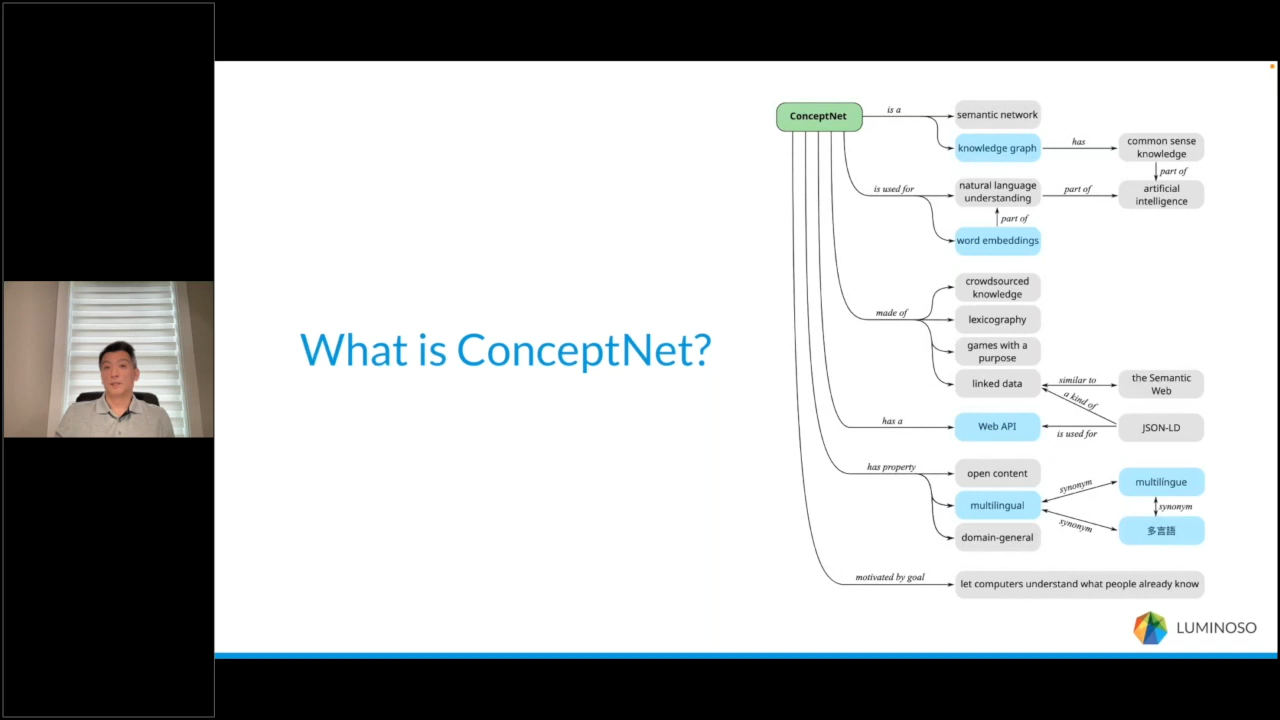 What is ConceptNet?
ConceptNet
is a
semantic network
knowledge graph
has
common sense
knowledge
part of
is used for
natural language
understanding
part of
artificial
intelligence
part of
word embeddings
made of
crowdsourced
knowledge
lexicography
games with a
purpose
linked data
similar to
the Semantic
Web
a kind of
has a
Web API
is used for
JSON-LD
has property
open content
multilingual
domain-general
synonym
multilíngue
synonym
synonym
多言語
motivated by goal
let computers understand what people already know
LUMINOSO